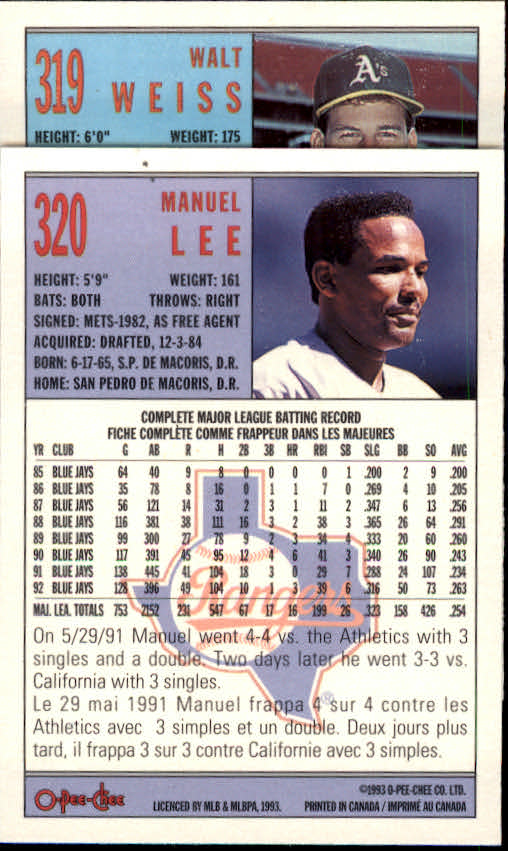 319
WALT
WEISS
HEIGHT: 6'0" WEIGHT: 175
A's
320
MANUEL
LEE
HEIGHT: 5'9" WEIGHT: 161
BATS: BOTH THROWS: RIGHT
SIGNED: METS-1982, AS FREE AGENT
ACQUIRED: DRAFTED, 12-3-84
BORN: 6-17-65, S.P. DE MACORIS, D.R.
HOME: SAN PEDRO DE MACORIS, D.R.
COMPLETE MAJOR LEAGUE BATTING RECORD
FICHE COMPLÈTE COMME FRAPPEUR DANS LES MAJEURES
YR CLUB G AB R H 2B 3B HR RBI SB SLG BB SO AVG
85 BLUE JAYS 64 40 9 8 0 0 0 0 1 .200 2 9 .200
86 BLUE JAYS 35 78 8 16 0 1 1 7 0 .269 4 10 .205
87 BLUE JAYS 56 121 14 31 2 3 1 11 2 .347 6 13 .256
88 BLUE JAYS 116 381 38 111 16 3 2 38 3 .365 26 64 .291
89 BLUE JAYS 99 300 27 78 9 2 3 34 4 .333 20 60 .260
90 BLUE JAYS 117 391 45 95 12 4 6 41 3 .340 26 90 .243
91 BLUE JAYS 138 445 41 104 18 3 0 29 7 .288 24 107 .234
92 BLUE JAYS 128 396 49 104 10 1 3 39 6 .316 50 73 .263
MAJ. LEA. TOTALS 753 2152 231 547 67 17 16 199 26 .323 158 426 .254
Rangers
On 5/29/91 Manuel went 4-4 vs. the Athletics with 3
singles and a double. Two days later he went 3-3 vs.
California with 3 singles.
Le 29 mai 1991 Manuel frappa 4 sur 4 contre les
Athletics avec 3 simples et un double. Deux jours plus
tard, il frappa 3 sur 3 contre Californie avec 3 simples.
®
O-Pee-Chee
LICENCED BY MLB & MLBPA, 1993.
©1993 O-PEE-CHEE CO. LTD.
PRINTED IN CANADA / IMPRIMÉ AU CANADA